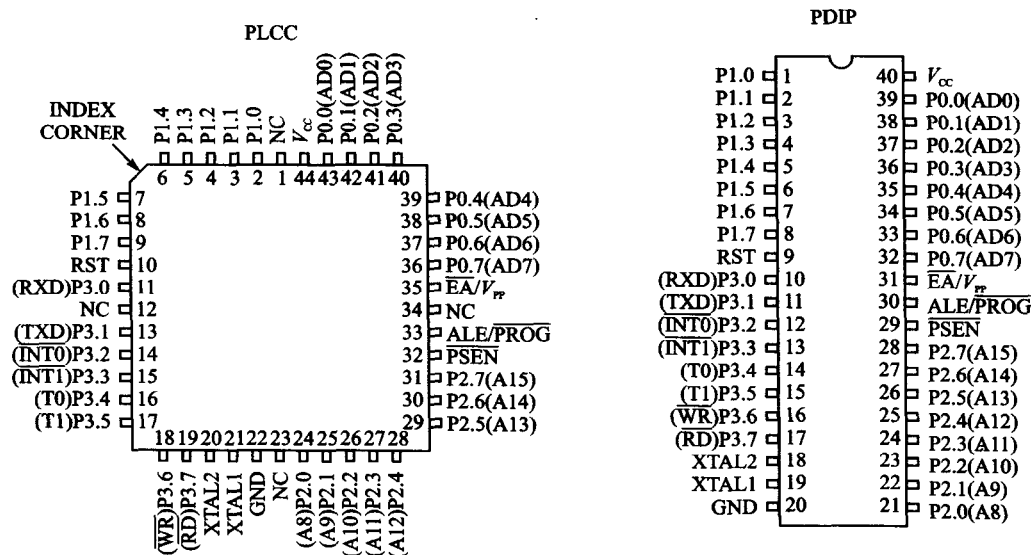 PLCC
INDEX
CORNER
P1.4
P1.3
P1.2
P1.1
P1.0
NC
VCC
P0.0(AD0)
P0.1(AD1)
P0.2(AD2)
P0.3(AD3)
6 5 4 3 2 1 44 43 42 41 40
P1.5 7
P1.6 8
P1.7 9
RST 10
(RXD)P3.0 11
NC 12
(TXD)P3.1 13
(INT0)P3.2 14
(INT1)P3.3 15
(T0)P3.4 16
(T1)P3.5 17
39 P0.4(AD4)
38 P0.5(AD5)
37 P0.6(AD6)
36 P0.7(AD7)
35 EA/VPP
34 NC
33 ALE/PROG
32 PSEN
31 P2.7(A15)
30 P2.6(A14)
29 P2.5(A13)
18 19 20 21 22 23 24 25 26 27 28
(WR)P3.6
(RD)P3.7
XTAL2
XTAL1
GND
NC
(A8)P2.0
(A9)P2.1
(A10)P2.2
(A11)P2.3
(A12)P2.4
PDIP
P1.0 1 40 VCC
P1.1 2 39 P0.0(AD0)
P1.2 3 38 P0.1(AD1)
P1.3 4 37 P0.2(AD2)
P1.4 5 36 P0.3(AD3)
P1.5 6 35 P0.4(AD4)
P1.6 7 34 P0.5(AD5)
P1.7 8 33 P0.6(AD6)
RST 9 32 P0.7(AD7)
(RXD)P3.0 10 31 EA/VPP
(TXD)P3.1 11 30 ALE/PROG
(INT0)P3.2 12 29 PSEN
(INT1)P3.3 13 28 P2.7(A15)
(T0)P3.4 14 27 P2.6(A14)
(T1)P3.5 15 26 P2.5(A13)
(WR)P3.6 16 25 P2.4(A12)
(RD)P3.7 17 24 P2.3(A11)
XTAL2 18 23 P2.2(A10)
XTAL1 19 22 P2.1(A9)
GND 20 21 P2.0(A8)